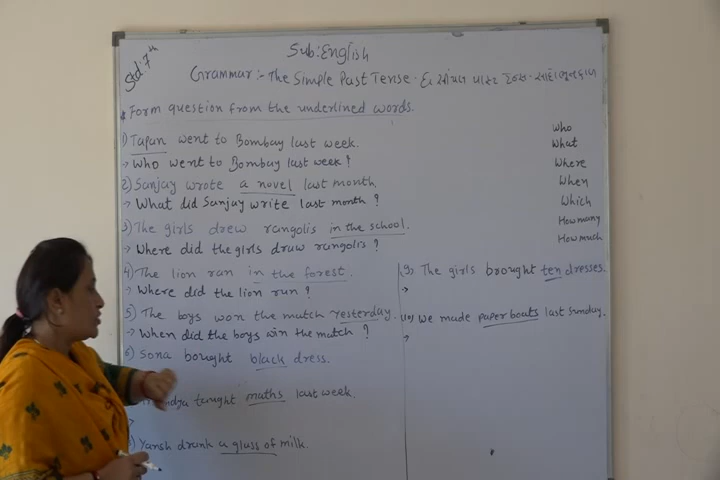 Std: 7th
Sub: English
Grammar:- The Simple Past Tense.
* Form question from the underlined words.
1) Tapan went to Bombay last week.
→ Who went to Bombay last week?
2) Sanjay wrote a novel last month.
→ What did Sanjay write last month?
3) The girls drew rangolis in the school.
→ Where did the girls draw rangolis?
4) The lion ran in the forest.
→ Where did the lion run?
5) The boys won the match yesterday.
→ When did the boys win the match?
6) Sona bought black dress.
taught maths last week.
→
) Yansh drank a glass of milk.
9) The girls brought ten dresses.
→
10) We made paper boats last Sunday.
→
Who
What
Where
When
Which
How many
How much